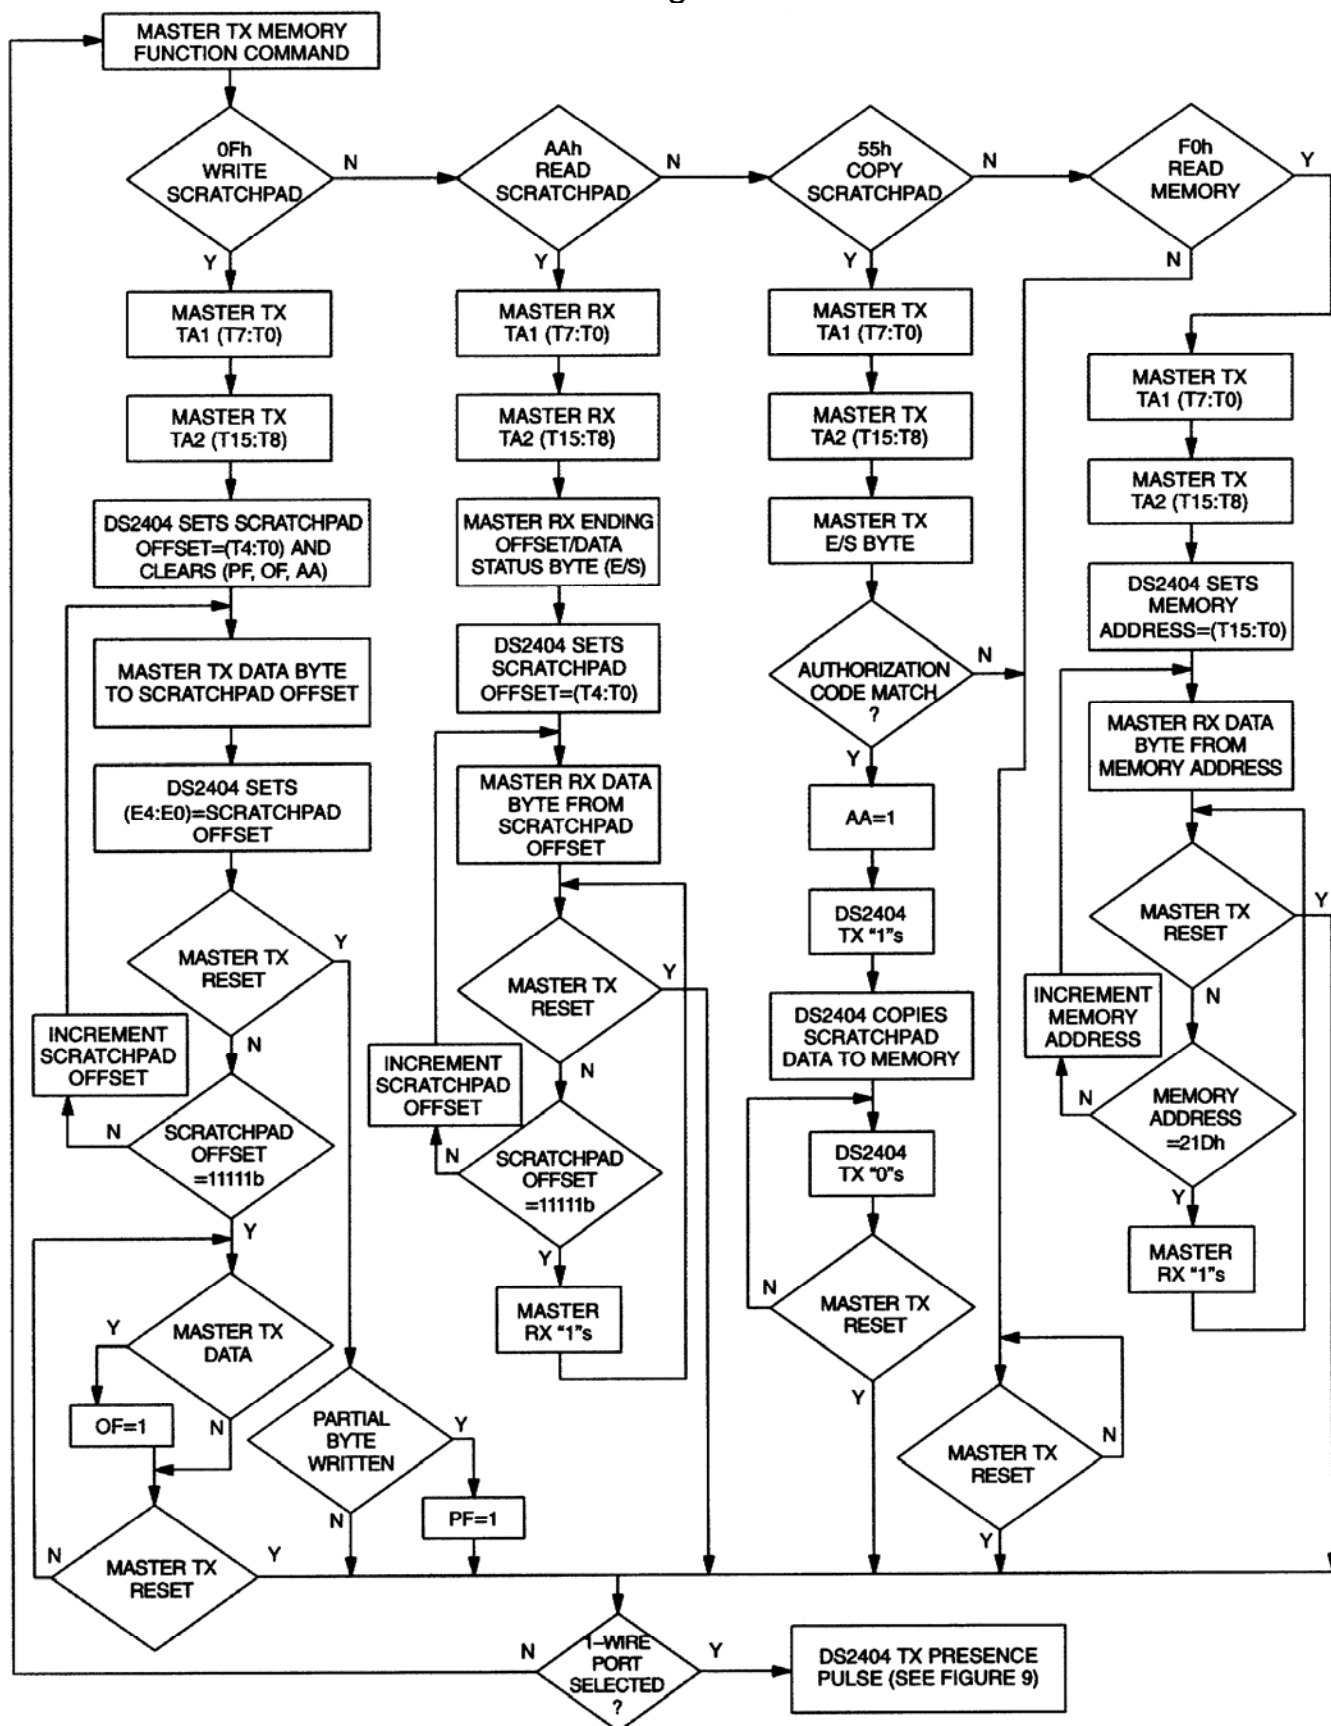 MASTER TX MEMORY
FUNCTION COMMAND
0Fh
WRITE
SCRATCHPAD
N
Y
AAh
READ
SCRATCHPAD
N
Y
55h
COPY
SCRATCHPAD
N
Y
F0h
READ
MEMORY
Y
N
MASTER TX
TA1 (T7:T0)
MASTER TX
TA2 (T15:T8)
DS2404 SETS SCRATCHPAD
OFFSET=(T4:T0) AND
CLEARS (PF, OF, AA)
MASTER TX DATA BYTE
TO SCRATCHPAD OFFSET
DS2404 SETS
(E4:E0)=SCRATCHPAD
OFFSET
MASTER TX
RESET
Y
N
INCREMENT
SCRATCHPAD
OFFSET
SCRATCHPAD
OFFSET
=11111b
N
Y
MASTER TX
DATA
Y
N
OF=1
MASTER TX
RESET
N
Y
PARTIAL
BYTE
WRITTEN
Y
N
PF=1
MASTER RX
TA1 (T7:T0)
MASTER RX
TA2 (T15:T8)
MASTER RX ENDING
OFFSET/DATA
STATUS BYTE (E/S)
DS2404 SETS
SCRATCHPAD
OFFSET=(T4:T0)
MASTER RX DATA
BYTE FROM
SCRATCHPAD
OFFSET
MASTER TX
RESET
Y
N
INCREMENT
SCRATCHPAD
OFFSET
SCRATCHPAD
OFFSET
=11111b
N
Y
MASTER
RX "1"s
MASTER TX
TA1 (T7:T0)
MASTER TX
TA2 (T15:T8)
MASTER TX
E/S BYTE
AUTHORIZATION
CODE MATCH
?
N
Y
AA=1
DS2404
TX "1"s
DS2404 COPIES
SCRATCHPAD
DATA TO MEMORY
DS2404
TX "0"s
MASTER TX
RESET
N
Y
MASTER TX
RESET
N
Y
MASTER TX
TA1 (T7:T0)
MASTER TX
TA2 (T15:T8)
DS2404 SETS
MEMORY
ADDRESS=(T15:T0)
MASTER RX DATA
BYTE FROM
MEMORY ADDRESS
MASTER TX
RESET
Y
N
INCREMENT
MEMORY
ADDRESS
MEMORY
ADDRESS
=21Dh
N
Y
MASTER
RX "1"s
1–WIRE
PORT
SELECTED
?
N
Y
DS2404 TX PRESENCE
PULSE (SEE FIGURE 9)